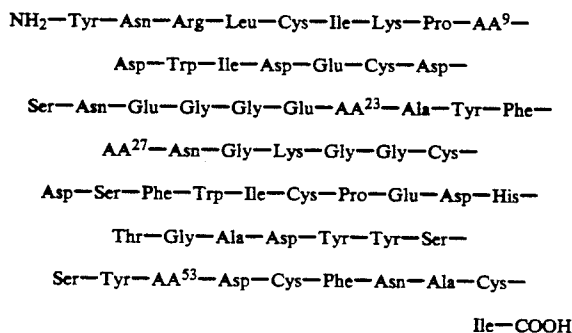 NH₂—Tyr—Asn—Arg—Leu—Cys—Ile—Lys—Pro—AA⁹—
Asp—Trp—Ile—Asp—Glu—Cys—Asp—
Ser—Asn—Glu—Gly—Gly—Glu—AA²³—Ala—Tyr—Phe—
AA²⁷—Asn—Gly—Lys—Gly—Gly—Cys—
Asp—Ser—Phe—Trp—Ile—Cys—Pro—Glu—Asp—His—
Thr—Gly—Ala—Asp—Tyr—Tyr—Ser—
Ser—Tyr—AA⁵³—Asp—Cys—Phe—Asn—Ala—Cys—
Ile—COOH